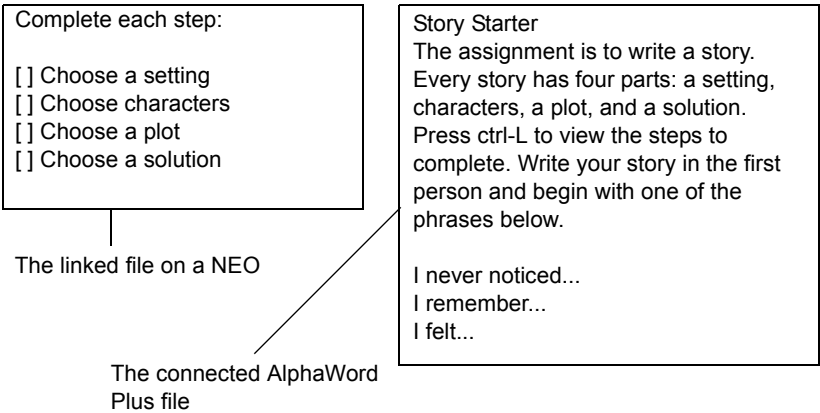 Complete each step:
[ ] Choose a setting
[ ] Choose characters
[ ] Choose a plot
[ ] Choose a solution
The linked file on a NEO
Story Starter
The assignment is to write a story.
Every story has four parts: a setting,
characters, a plot, and a solution.
Press ctrl-L to view the steps to
complete. Write your story in the first
person and begin with one of the
phrases below.
I never noticed...
I remember...
I felt...
The connected AlphaWord
Plus file